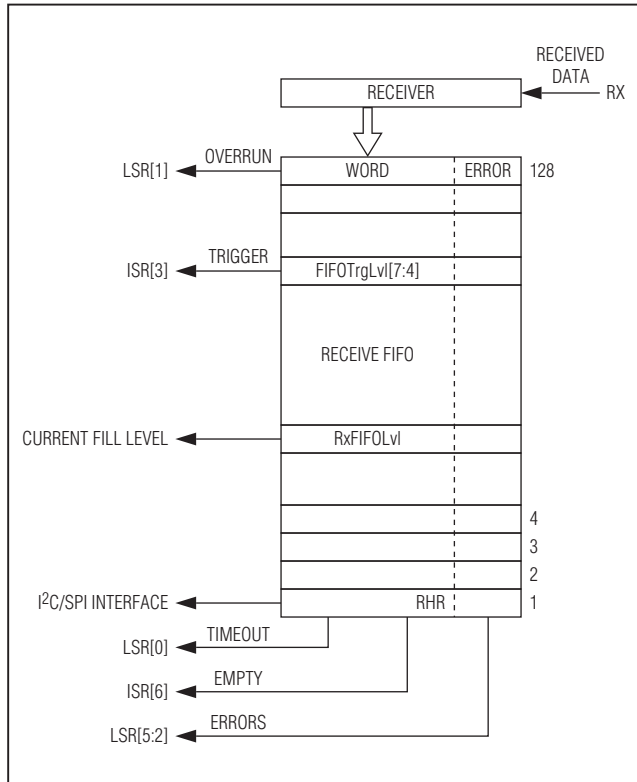 RECEIVED
DATA
RECEIVER
RX
OVERRUN
LSR[1]
WORD
ERROR
128
TRIGGER
ISR[3]
FIFOTrgLvl[7:4]
RECEIVE FIFO
CURRENT FILL LEVEL
RxFIFOLvl
4
3
2
I²C/SPI INTERFACE
RHR
1
TIMEOUT
LSR[0]
EMPTY
ISR[6]
ERRORS
LSR[5:2]